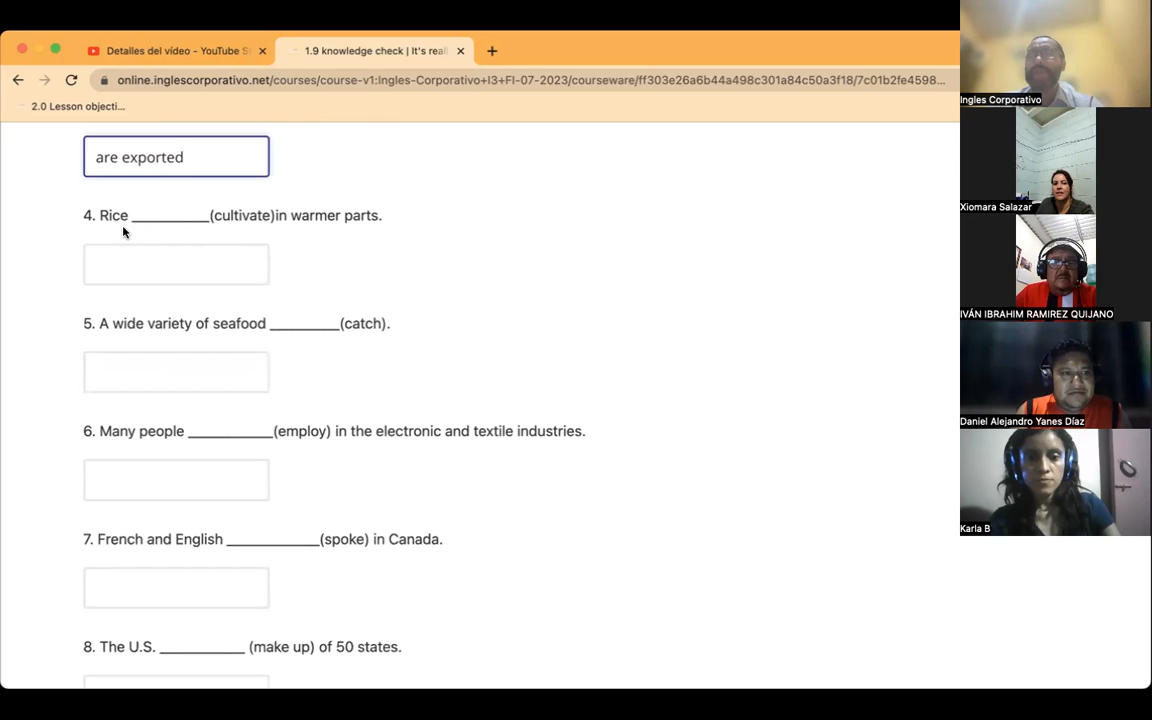 Detalles del vídeo - YouTube S
1.9 knowledge check | It's real
online.inglescorporativo.net/courses/course-v1:Ingles-Corporativo+I3+FI-07-2023/courseware/ff303e26a6b44a498c301a84c50a3f18/7c01b2fe4598...
2.0 Lesson objecti...
are exported
4. Rice __________(cultivate)in warmer parts.
5. A wide variety of seafood _________(catch).
6. Many people ___________(employ) in the electronic and textile industries.
7. French and English ____________(spoke) in Canada.
8. The U.S. ___________ (make up) of 50 states.
Ingles Corporativo
Xiomara Salazar
IVÁN IBRAHIM RAMIREZ QUIJANO
Daniel Alejandro Yanes Díaz
Karla B